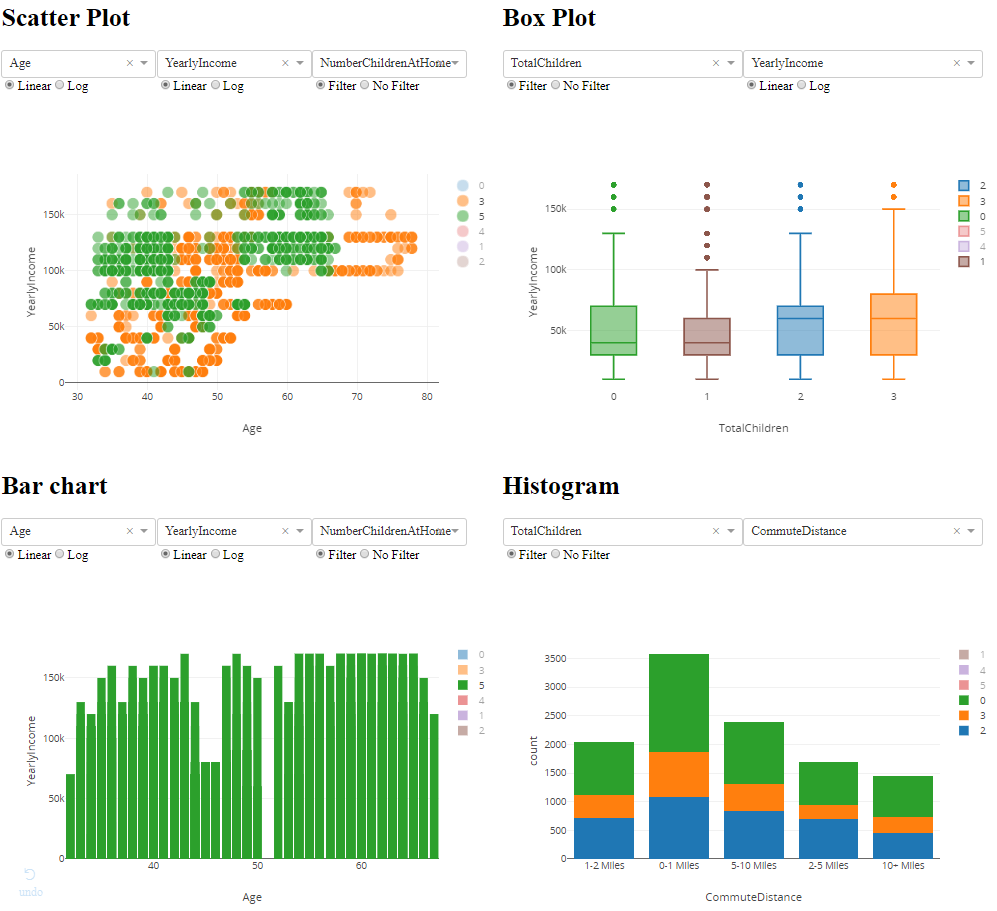 Scatter Plot
Age × YearlyIncome × NumberChildrenAtHome
Linear Log Linear Log Filter No Filter
150k
100k
50k
0
YearlyIncome
30 40 50 60 70 80
Age
0
3
5
4
1
2
Box Plot
TotalChildren × YearlyIncome ×
Filter No Filter Linear Log
150k
100k
50k
YearlyIncome
0 1 2 3
TotalChildren
2
3
0
5
4
1
Bar chart
Age × YearlyIncome × NumberChildrenAtHome
Linear Log Linear Log Filter No Filter
150k
100k
50k
0
YearlyIncome
40 50 60
Age
0
3
5
4
1
2
undo
Histogram
TotalChildren × CommuteDistance ×
Filter No Filter
3500
3000
2500
2000
1500
1000
500
0
count
1-2 Miles 0-1 Miles 5-10 Miles 2-5 Miles 10+ Miles
CommuteDistance
1
4
5
0
3
2